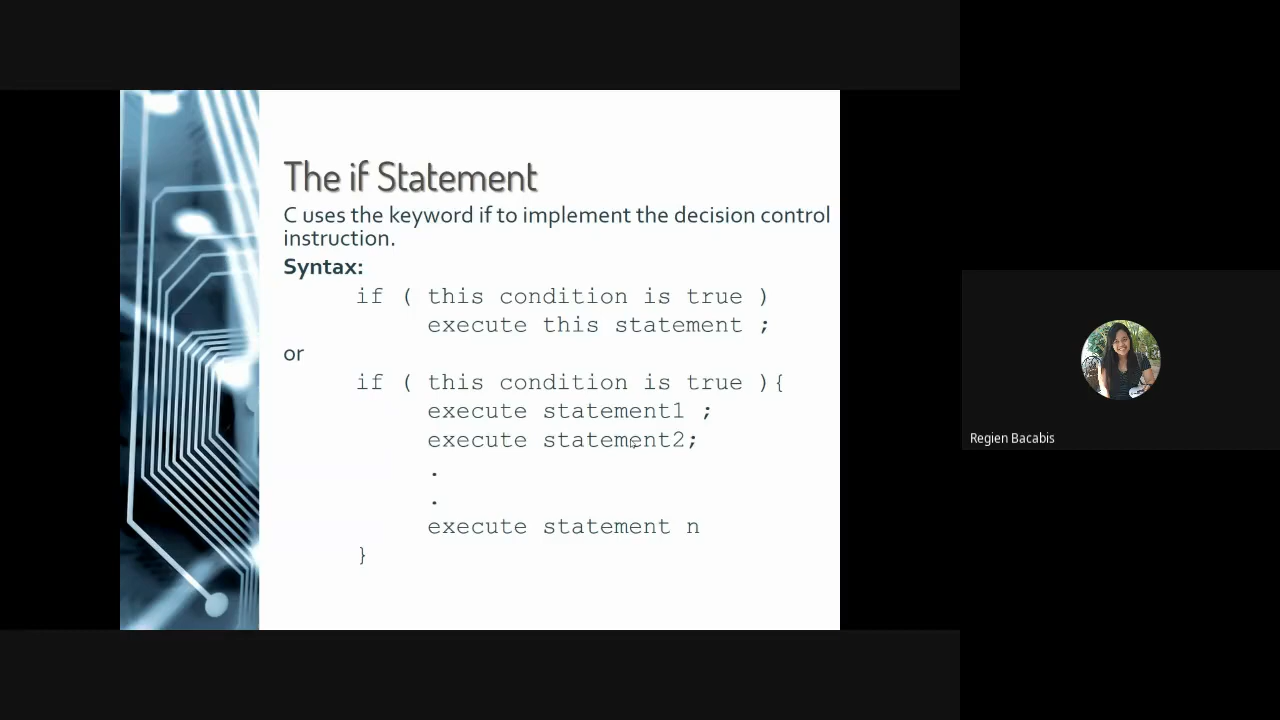 The if Statement
C uses the keyword if to implement the decision control
instruction.
Syntax:
if ( this condition is true )
execute this statement ;
or
if ( this condition is true ){
execute statement1 ;
execute statement2;
.
.
execute statement n
}
Regien Bacabis